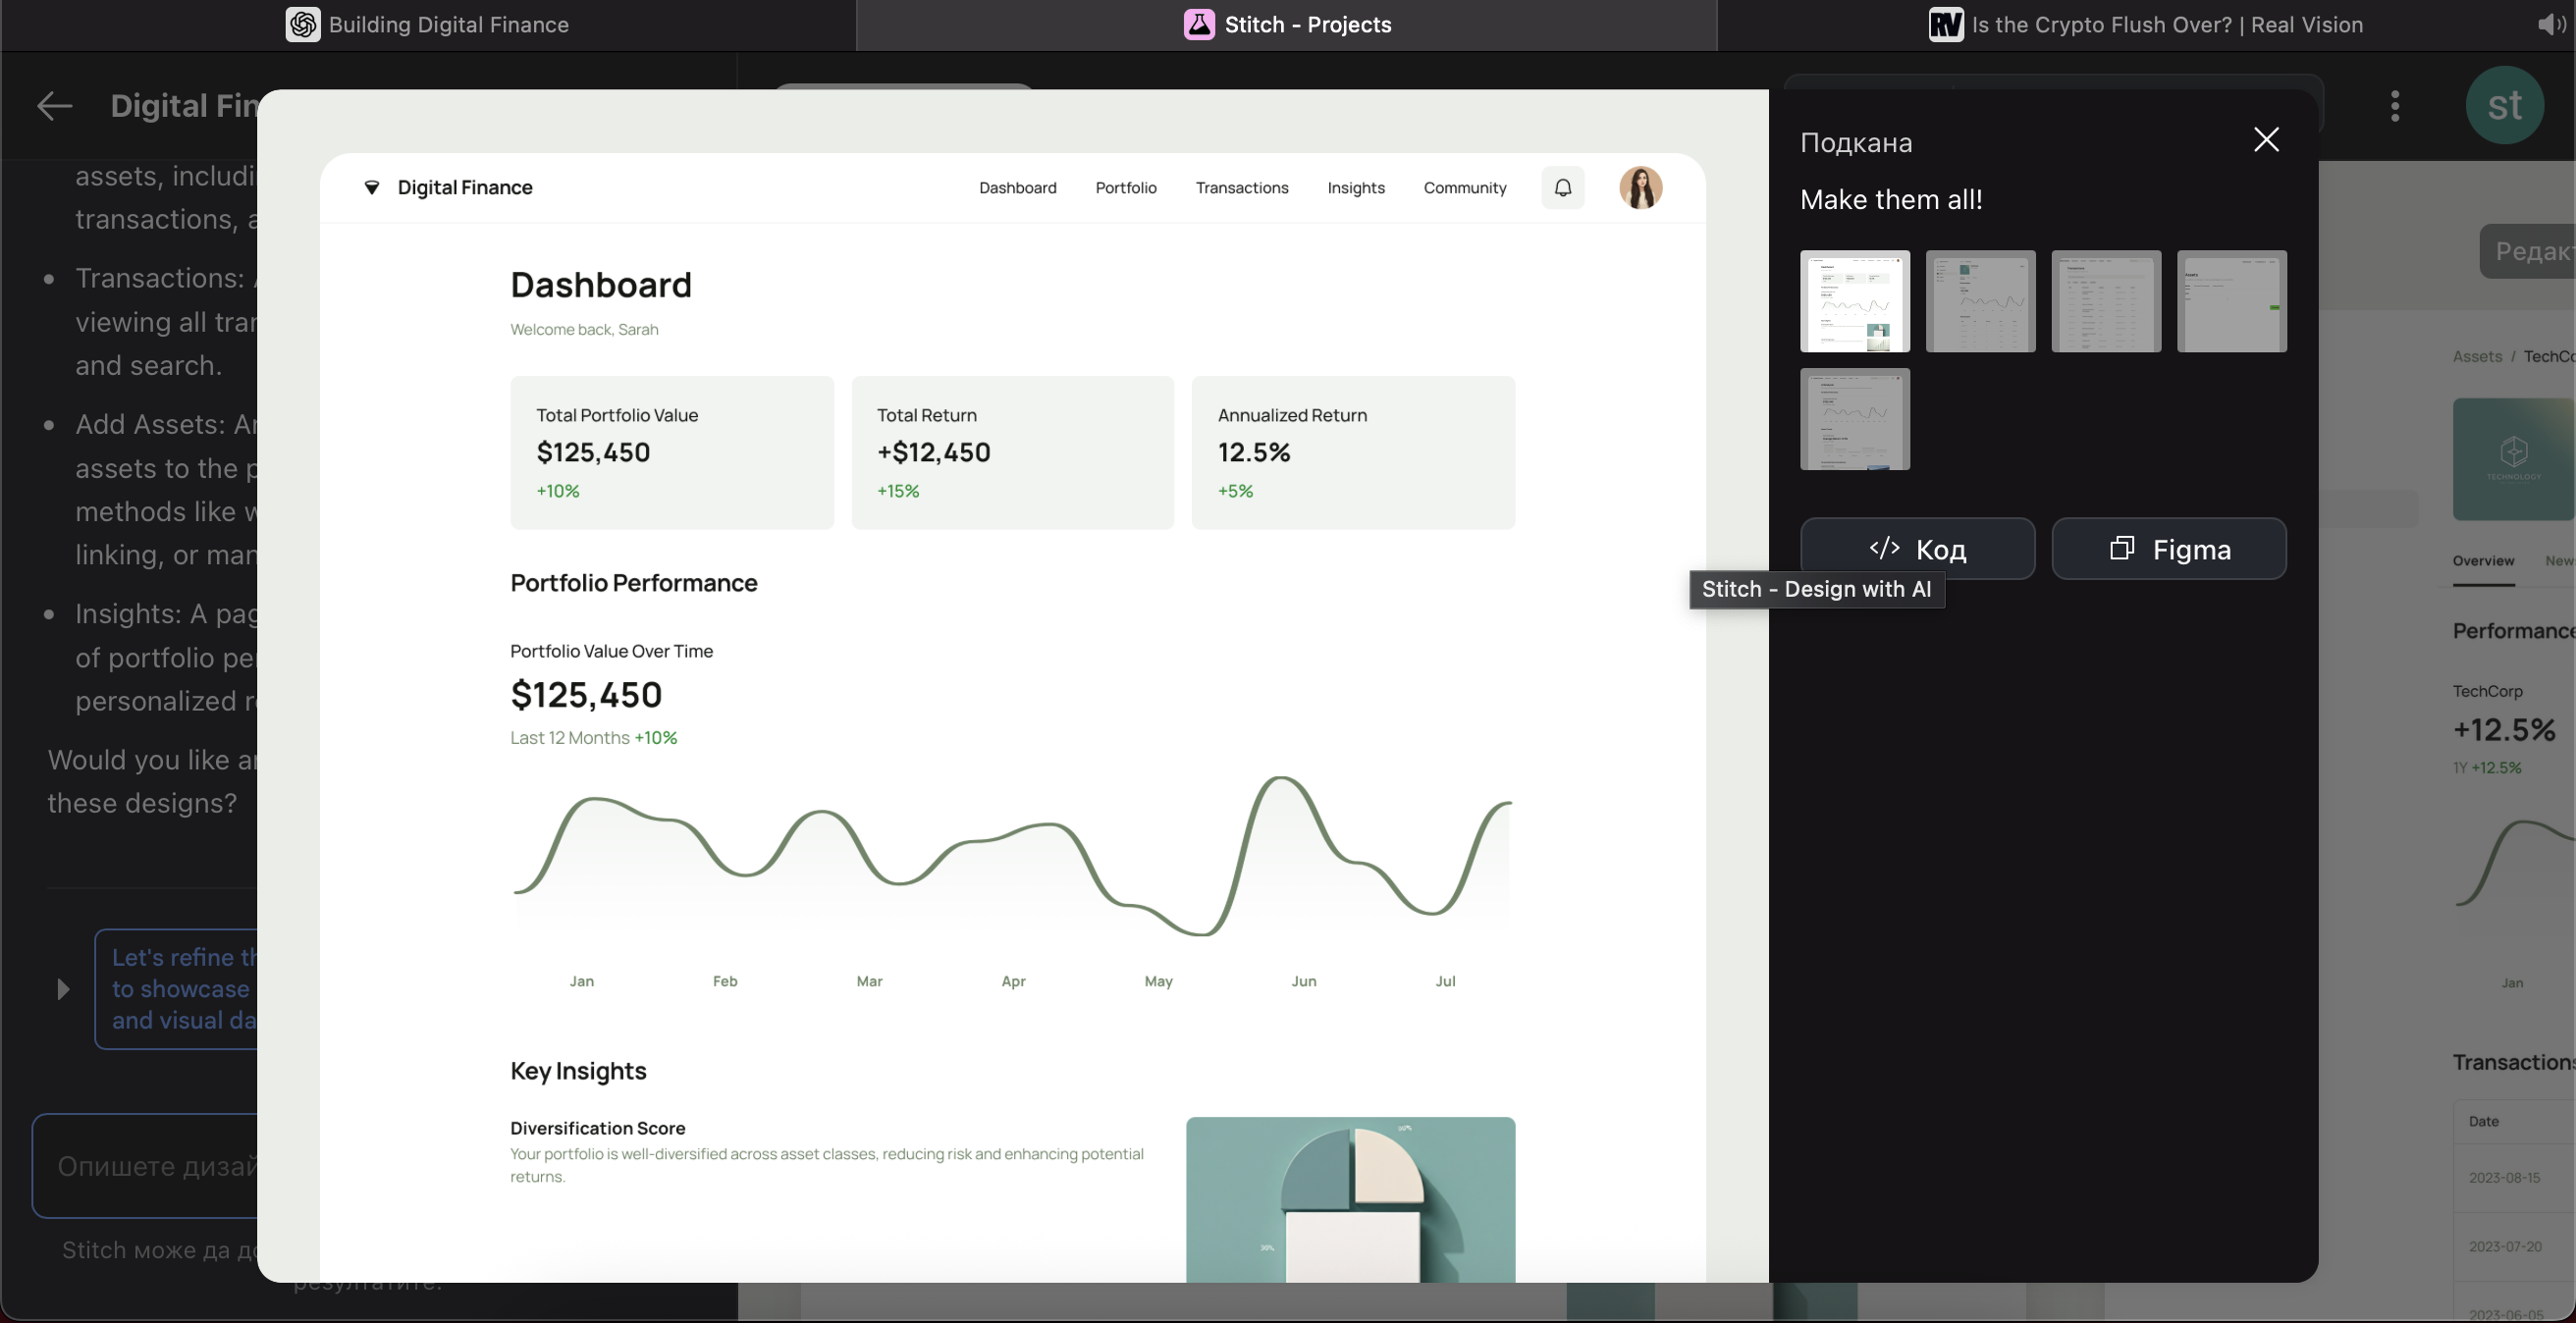 Building Digital Finance
Stitch - Projects
RV Is the Crypto Flush Over? | Real Vision
Digital Fin
st
assets, includi
transactions, a
Transactions:
viewing all tran
and search.
Add Assets: Ar
assets to the p
methods like w
linking, or man
Insights: A pag
of portfolio per
personalized re
Would you like an
these designs?
Let's refine th
to showcase
and visual da
Опишете дизай
Stitch може да до
резултатите.
Digital Finance
Dashboard
Portfolio
Transactions
Insights
Community
Dashboard
Welcome back, Sarah
Total Portfolio Value
$125,450
+10%
Total Return
+$12,450
+15%
Annualized Return
12.5%
+5%
Portfolio Performance
Portfolio Value Over Time
$125,450
Last 12 Months +10%
Jan Feb Mar Apr May Jun Jul
Key Insights
Diversification Score
Your portfolio is well-diversified across asset classes, reducing risk and enhancing potential
returns.
Подкана
Make them all!
</> Код
Figma
Stitch - Design with AI
Редакт
Assets / TechCo
TECHNOLOGY
Overview
New
Performance
TechCorp
+12.5%
1Y +12.5%
Jan
Transactions
Date
2023-08-15
2023-07-20
2023-06-05